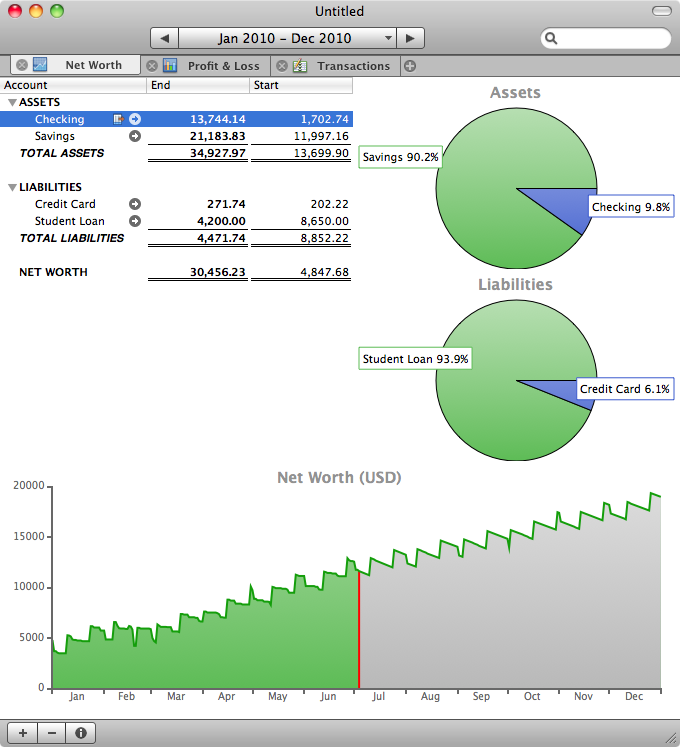 Untitled
Jan 2010 – Dec 2010
Net Worth Profit & Loss Transactions
Account End Start
ASSETS
Checking 13,744.14 1,702.74
Savings 21,183.83 11,997.16
TOTAL ASSETS 34,927.97 13,699.90
LIABILITIES
Credit Card 271.74 202.22
Student Loan 4,200.00 8,650.00
TOTAL LIABILITIES 4,471.74 8,852.22
NET WORTH 30,456.23 4,847.68
Assets
Savings 90.2%
Checking 9.8%
Liabilities
Student Loan 93.9%
Credit Card 6.1%
Net Worth (USD)
20000
15000
10000
5000
0
Jan Feb Mar Apr May Jun Jul Aug Sep Oct Nov Dec